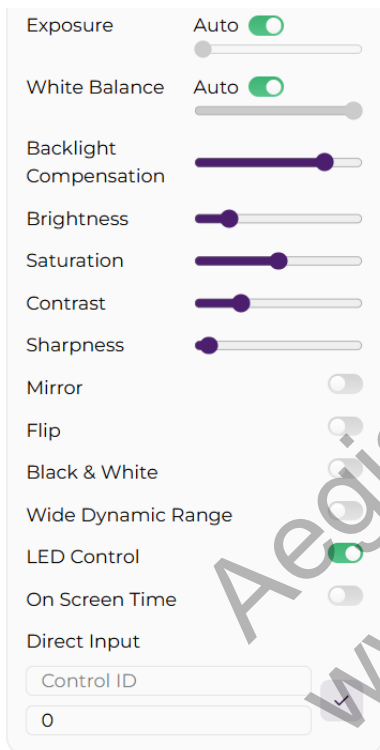 Exposure Auto
White Balance Auto
Backlight
Compensation
Brightness
Saturation
Contrast
Sharpness
Mirror
Flip
Black & White
Wide Dynamic Range
LED Control
On Screen Time
Direct Input
Control ID
0